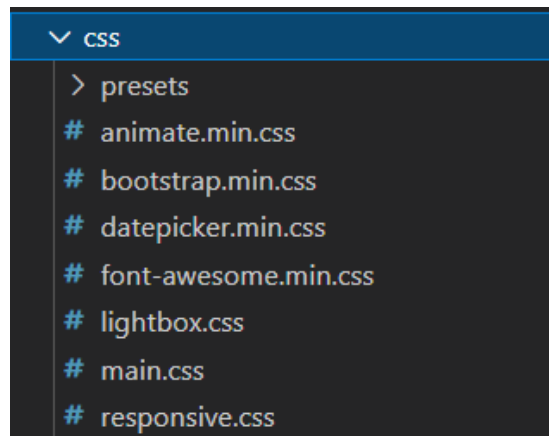 css
presets
# animate.min.css
# bootstrap.min.css
# datepicker.min.css
# font-awesome.min.css
# lightbox.css
# main.css
# responsive.css